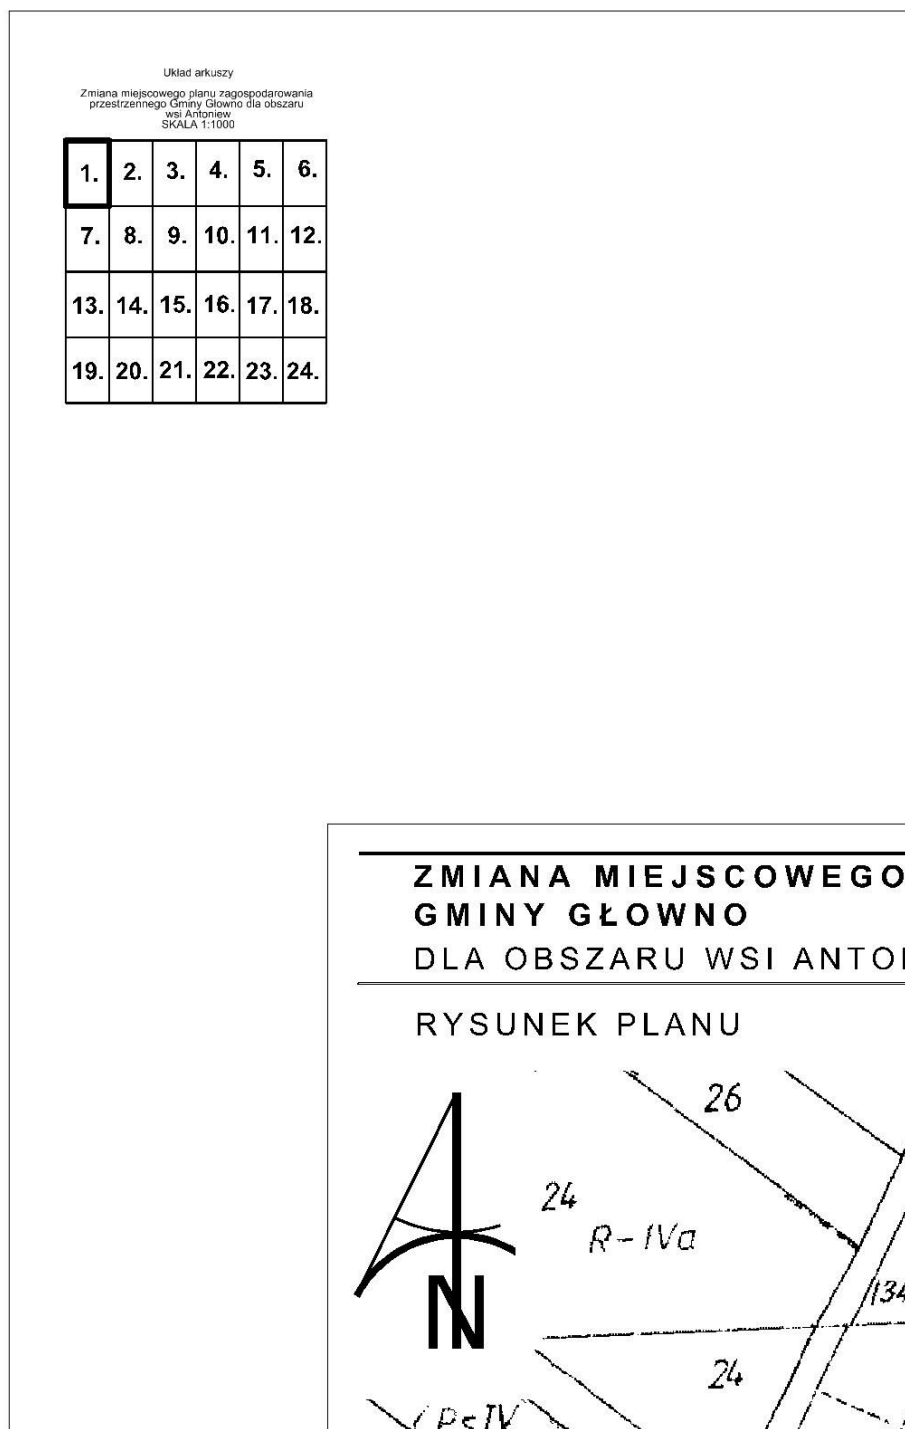 Układ arkuszy
Zmiana miejscowego planu zagospodarowania
przestrzennego Gminy Głowno dla obszaru
wsi Antoniew
SKALA 1:1000
1. 2. 3. 4. 5. 6.
7. 8. 9. 10. 11. 12.
13. 14. 15. 16. 17. 18.
19. 20. 21. 22. 23. 24.
ZMIANA MIEJSCOWEGO
GMINY GŁOWNO
DLA OBSZARU WSI ANTO
RYSUNEK PLANU
26
24
R-IVa
134
N
24
PsIV